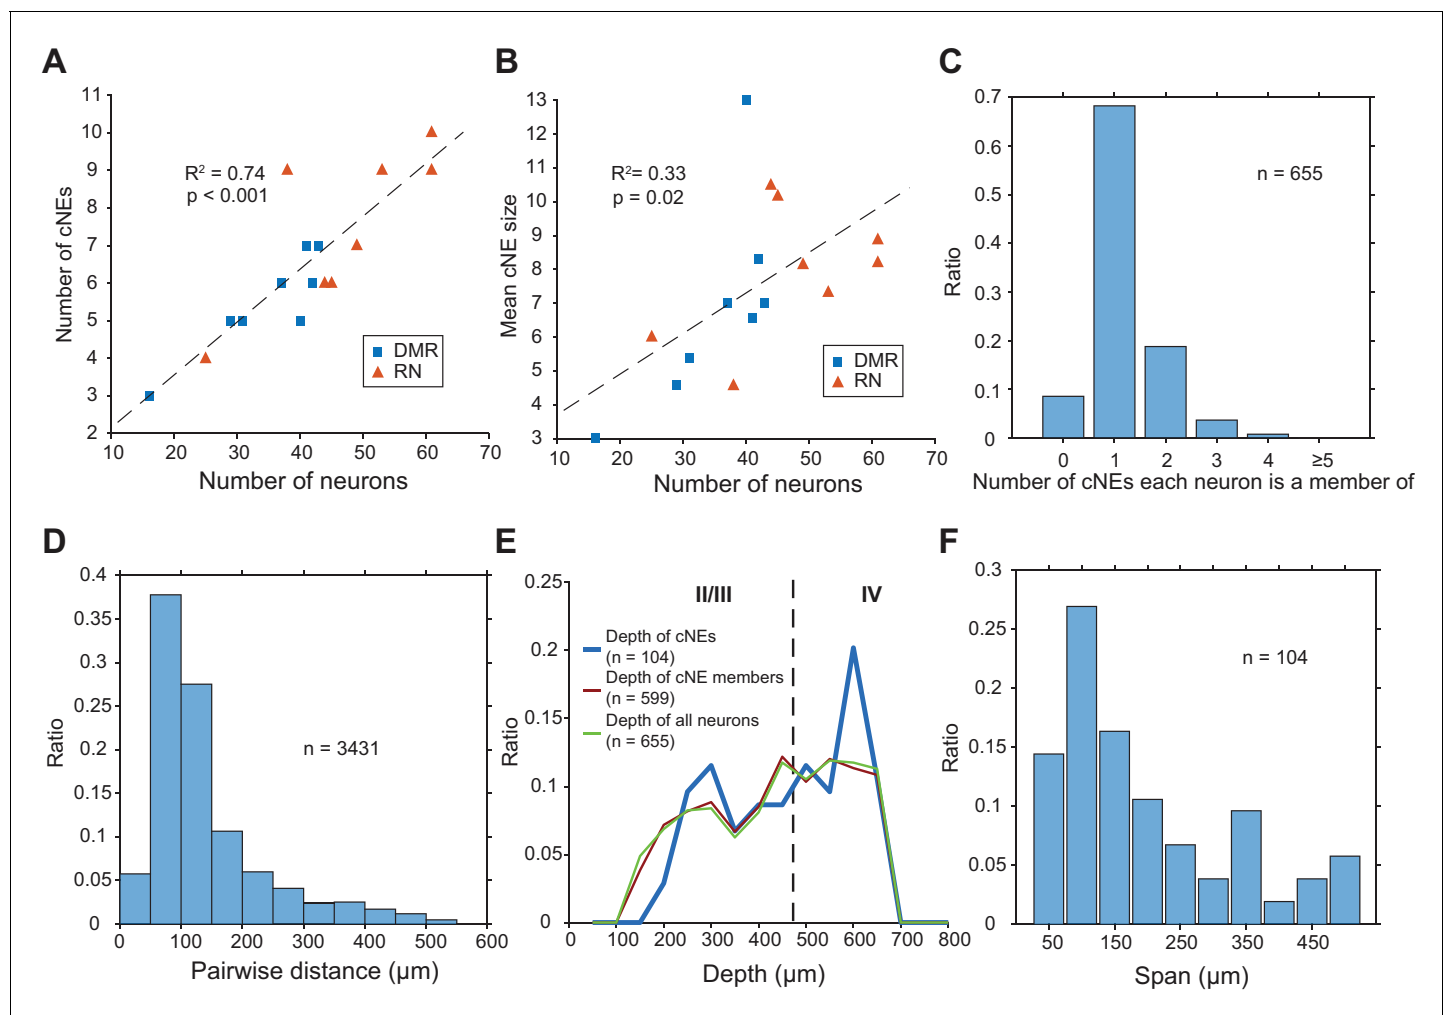 A
11
10
9
8
7
6
5
4
3
2
Number of cNEs
R² = 0.74
p < 0.001
DMR
RN
10
20
30
40
50
60
70
Number of neurons
B
13
12
11
10
9
8
7
6
5
4
3
Mean cNE size
R²= 0.33
p = 0.02
DMR
RN
10
20
30
40
50
60
70
Number of neurons
C
0.7
0.6
0.5
0.4
0.3
0.2
0.1
0
Ratio
n = 655
0
1
2
3
4
≥5
Number of cNEs each neuron is a member of
D
0.4
0.35
0.3
0.25
0.2
0.15
0.1
0.05
0
Ratio
n = 3431
0
100
200
300
400
500
600
Pairwise distance (μm)
E
0.25
0.2
0.15
0.1
0.05
0
Ratio
II/III
IV
Depth of cNEs
(n = 104)
Depth of cNE members
(n = 599)
Depth of all neurons
(n = 655)
0
100
200
300
400
500
600
700
800
Depth (μm)
F
0.3
0.25
0.2
0.15
0.1
0.05
0
Ratio
n = 104
50
150
250
350
450
Span (μm)